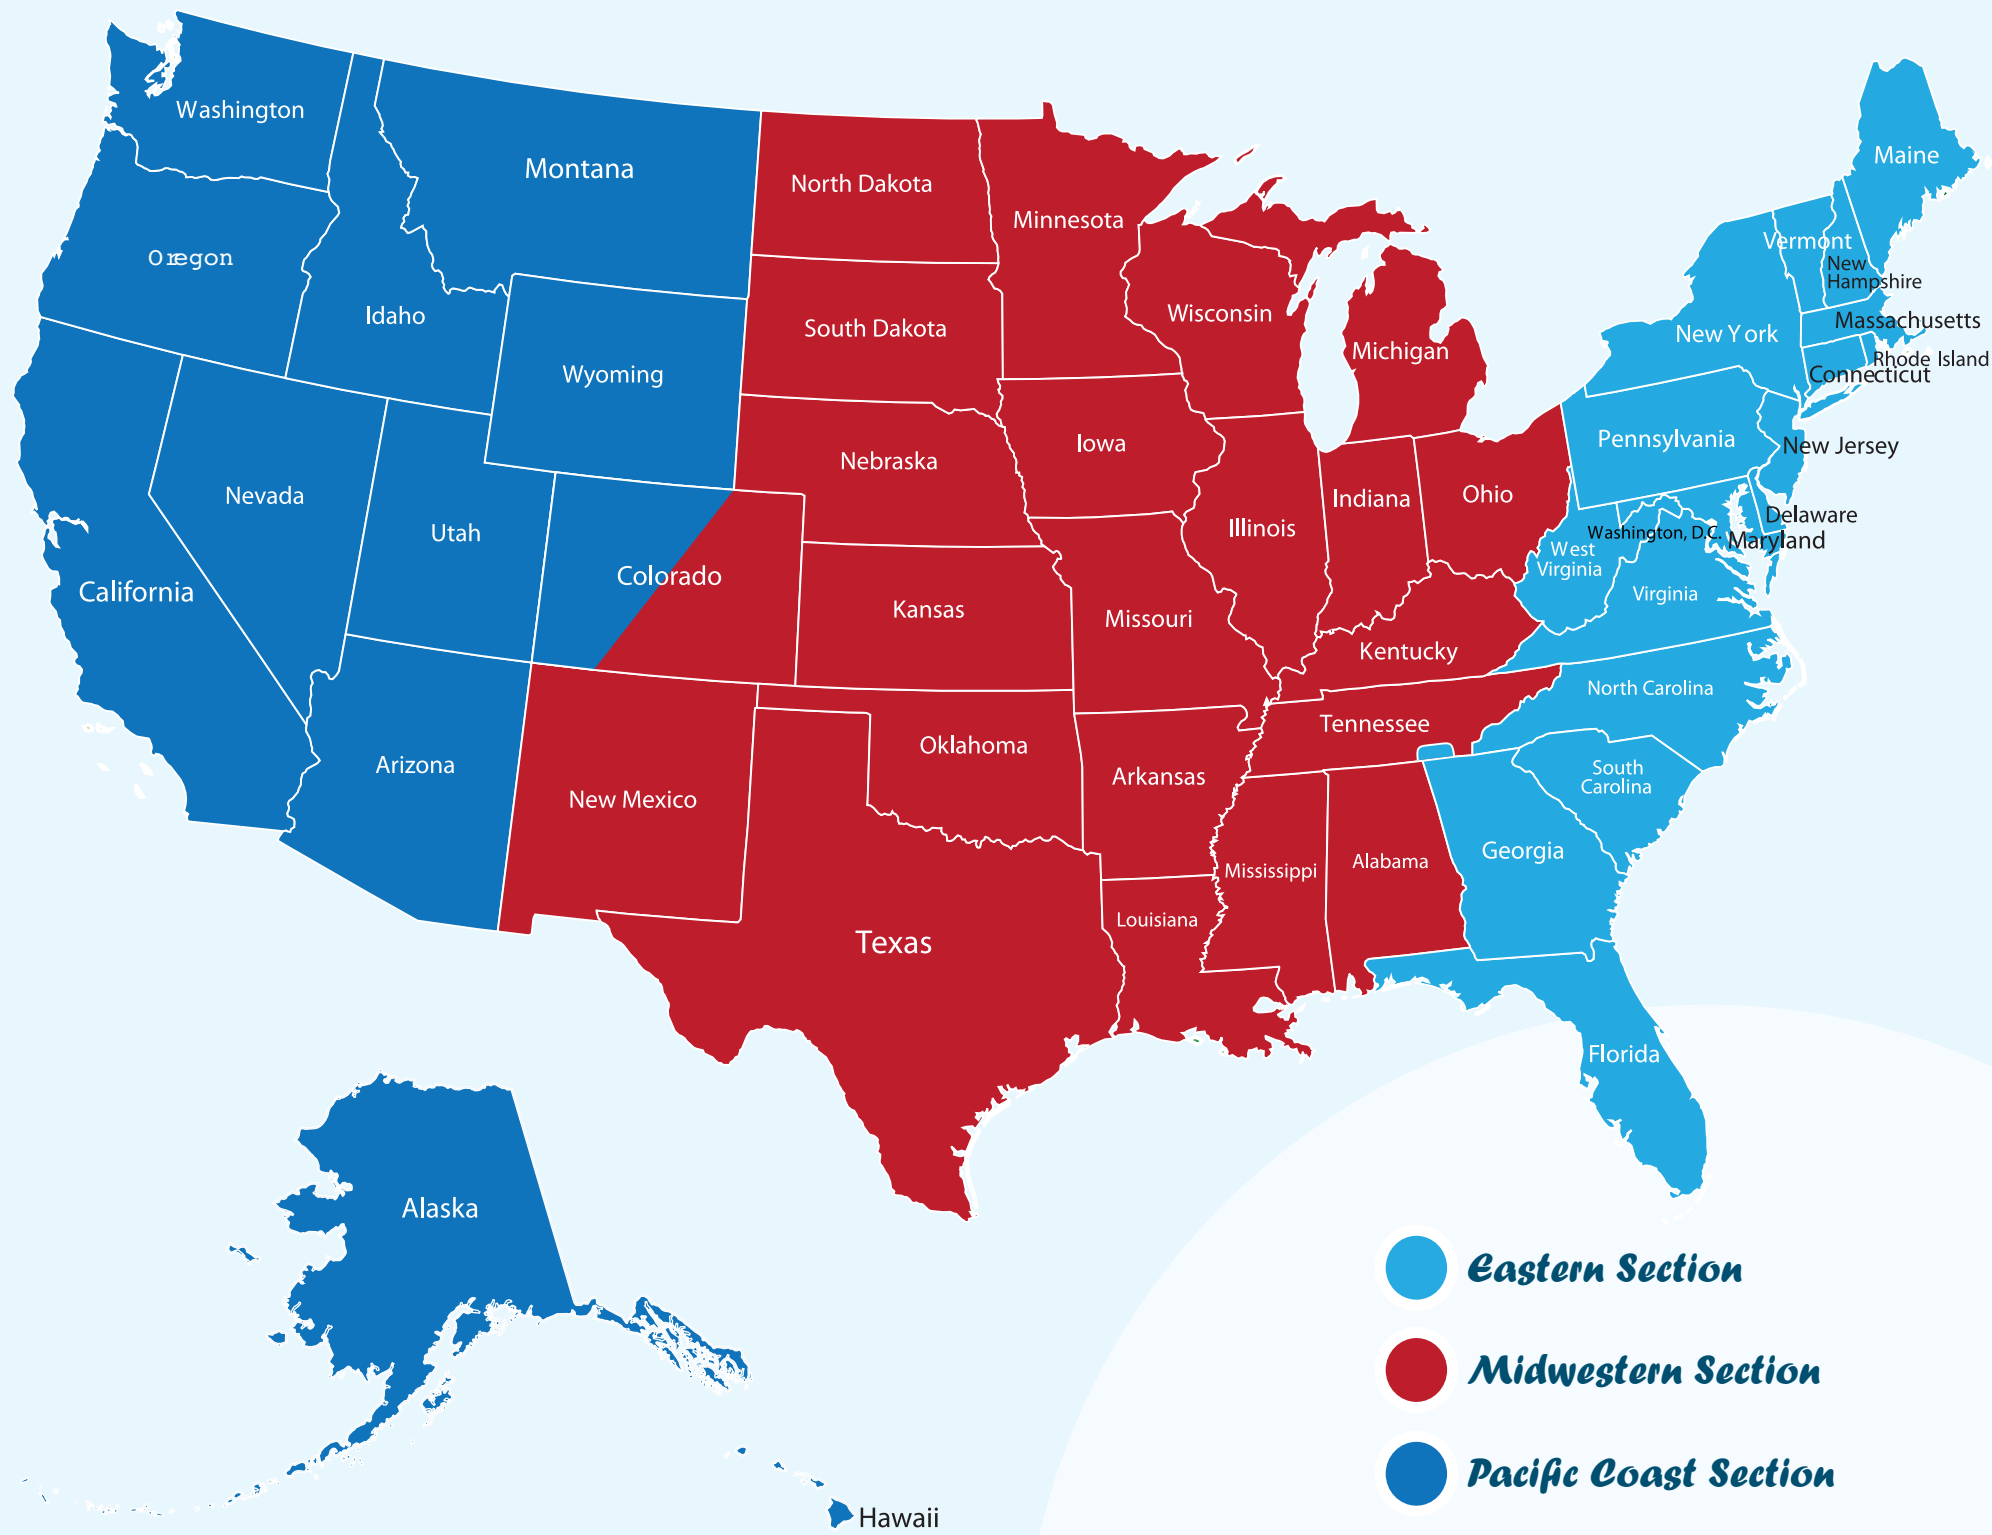 Washington
Montana
North Dakota
Minnesota
Maine
Oregon
Idaho
Wyoming
South Dakota
Wisconsin
Michigan
Vermont
New
Hampshire
New York
Massachusetts
Rhode Island
Connecticut
Nebraska
Iowa
Pennsylvania
New Jersey
Nevada
Utah
Illinois
Indiana
Ohio
Delaware
Washington, D.C.
Maryland
West
Virginia
Virginia
California
Colorado
Kansas
Missouri
Kentucky
North Carolina
Tennessee
Arizona
New Mexico
Oklahoma
Arkansas
South
Carolina
Georgia
Mississippi
Alabama
Louisiana
Texas
Florida
Alaska
Hawaii
Eastern Section
Midwestern Section
Pacific Coast Section